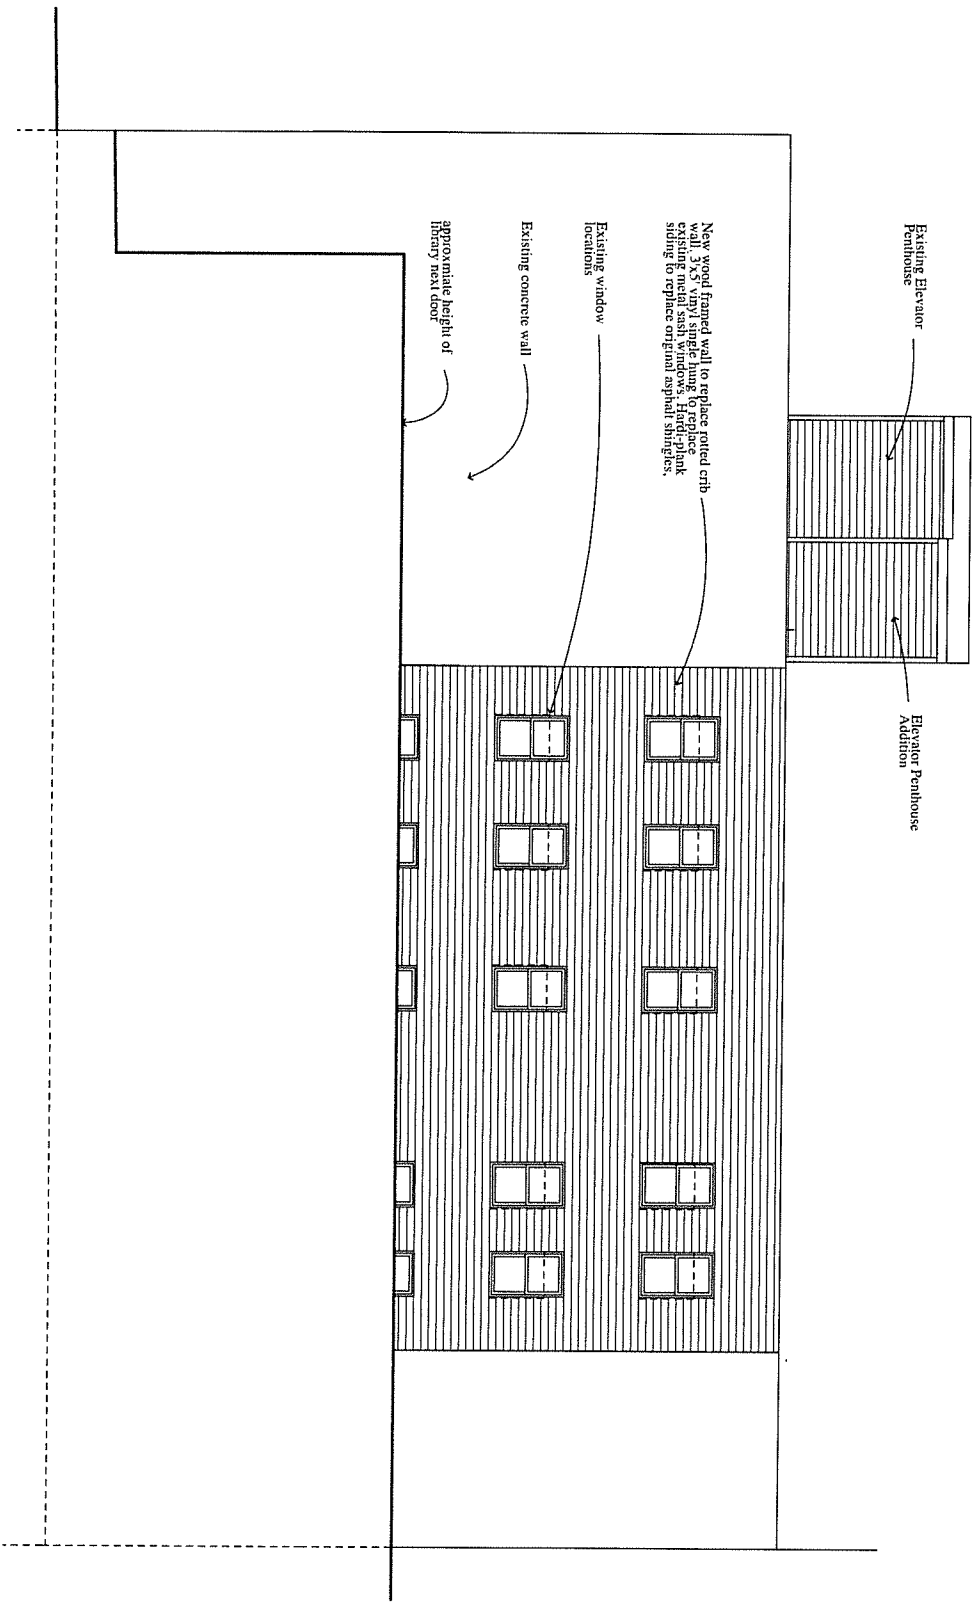 Existing Elevator
Penthouse
Elevator Penthouse
Addition
New wood framed wall to replace rotted crib
wall. 3'x5' vinyl single hung to replace
existing metal sash windows. Hardi-plank
siding to replace original asphalt shingles.
Existing window
locations
Existing concrete wall
approxmiate height of
library next door